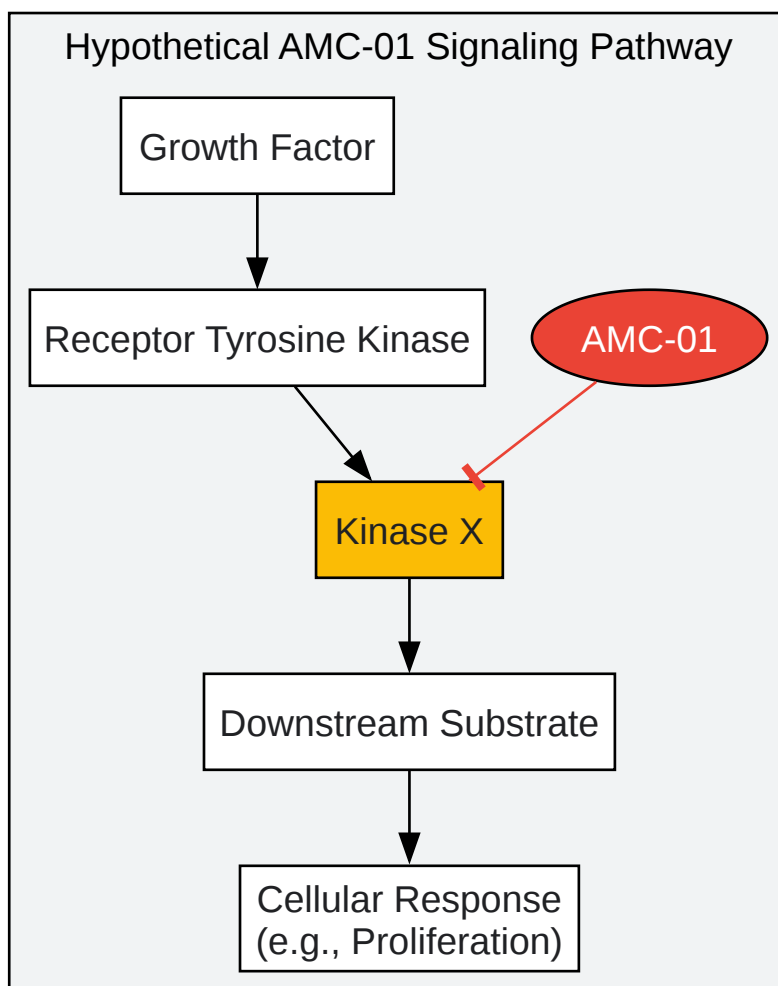 Hypothetical AMC-01 Signaling Pathway
Growth Factor
Receptor Tyrosine Kinase
AMC-01
Kinase X
Downstream Substrate
Cellular Response
(e.g., Proliferation)